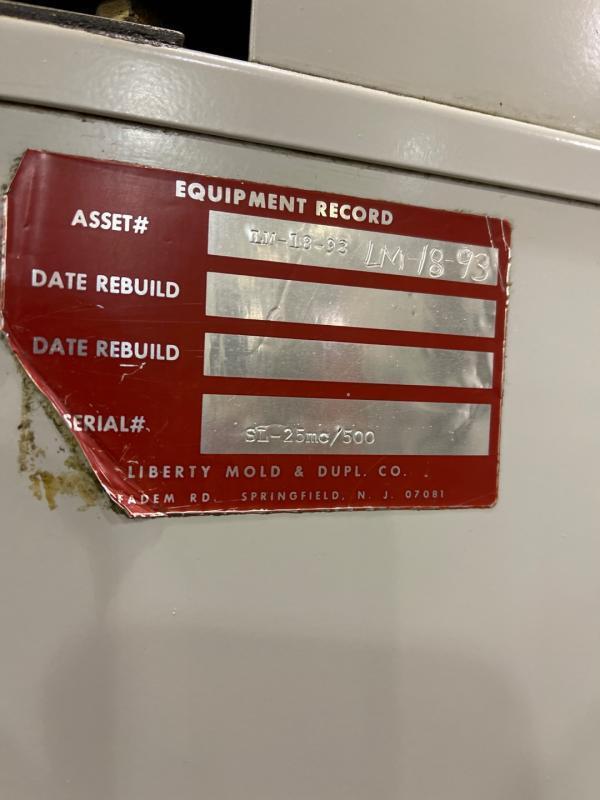 EQUIPMENT RECORD
ASSET# LM-18-93 LM-18-93
DATE REBUILD
DATE REBUILD
SERIAL# SL-25mc/500
LIBERTY MOLD & DUPL. CO.
FADEM RD. SPRINGFIELD, N. J. 07081